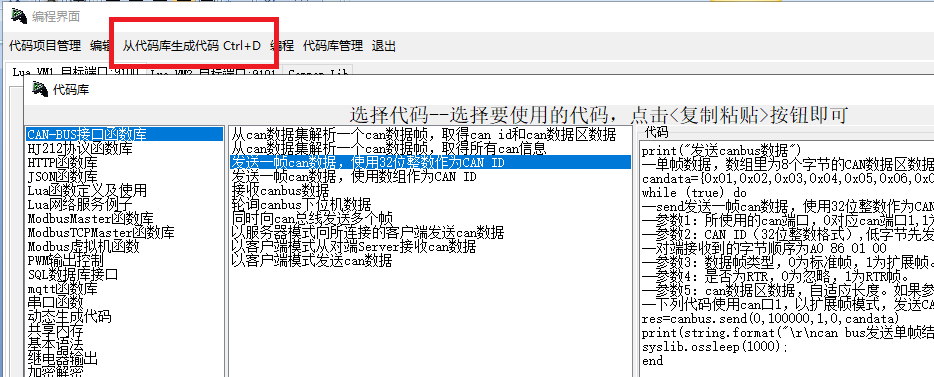 编程界面
代码项目管理 编辑 从代码库生成代码 Ctrl+D 编程 代码库管理 退出
Lua VM1 目标端口:9100 Lua VM2 目标端口:9101 Common Lib
代码库
选择代码--选择要使用的代码，点击<复制粘贴>按钮即可
CAN-BUS接口函数库
HJ212协议函数库
HTTP函数库
JSON函数库
Lua函数定义及使用
Lua网络服务例子
ModbusMaster函数库
ModbusTCPMaster函数库
Modbus虚拟机函数
PWM输出控制
SQL数据库接口
mqtt函数库
串口函数
动态生成代码
共享内存
基本语法
继电器输出
加密解密
从can数据集解析一个can数据帧，取得can id和can数据区数据
从can数据集解析一个can数据帧，取得所有can信息
发送一帧can数据，使用32位整数作为CAN ID
发送一帧can数据，使用数组作为CAN ID
接收canbus数据
轮询canbus下位机数据
同时向can总线发送多个帧
以服务器模式向所连接的客户端发送can数据
以客户端模式从对端Server接收can数据
以客户端模式发送can数据
代码
print("发送canbus数据")
—单帧数据，数组里为8个字节的CAN数据区数据
candata={0x01,0x02,0x03,0x04,0x05,0x06,0x0
while (true) do
—send发送一帧can数据，使用32位整数作为CAN
—参数1：所使用的can端口，0对应can端口1,1
—参数2：CAN ID（32位整数格式）,低字节先发
—对端接收到的字节顺序为A0 86 01 00
—参数3：数据帧类型，0为标准帧，1为扩展帧。
—参数4：是否为RTR，0为忽略，1为RTR帧。
—参数5：can数据区数据，自适应长度。如果参
—下列代码使用can口1，以扩展帧模式，发送CA
res=canbus.send(0,100000,1,0,candata)
print(string.format("\r\ncan bus发送单帧结
syslib.ossleep(1000);
end